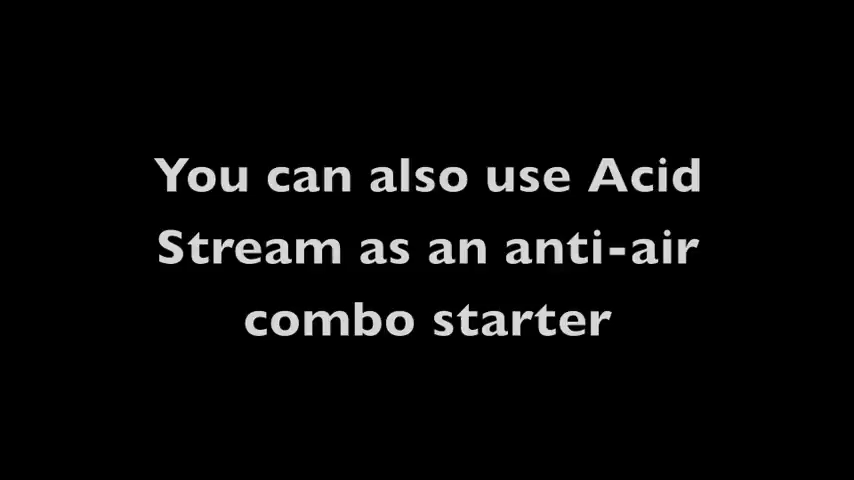 You can also use Acid
Stream as an anti-air
combo starter